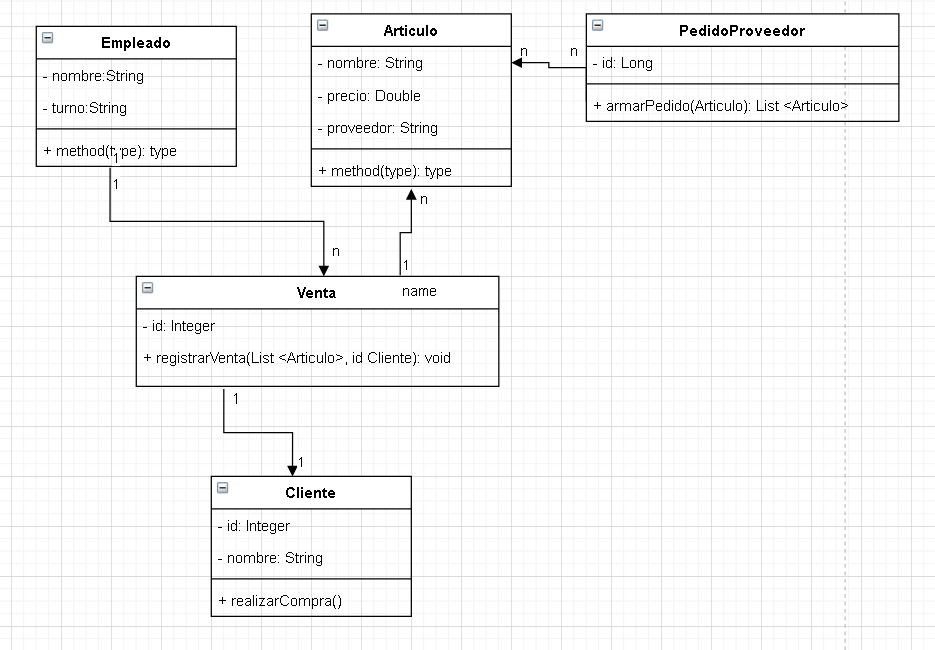 Empleado
- nombre:String
- turno:String
+ method(type): type
1
1
n
Articulo
- nombre: String
- precio: Double
- proveedor: String
+ method(type): type
n
n
PedidoProveedor
- id: Long
+ armarPedido(Articulo): List <Articulo>
n
1
name
Venta
- id: Integer
+ registrarVenta(List <Articulo>, id Cliente): void
1
1
Cliente
- id: Integer
- nombre: String
+ realizarCompra()